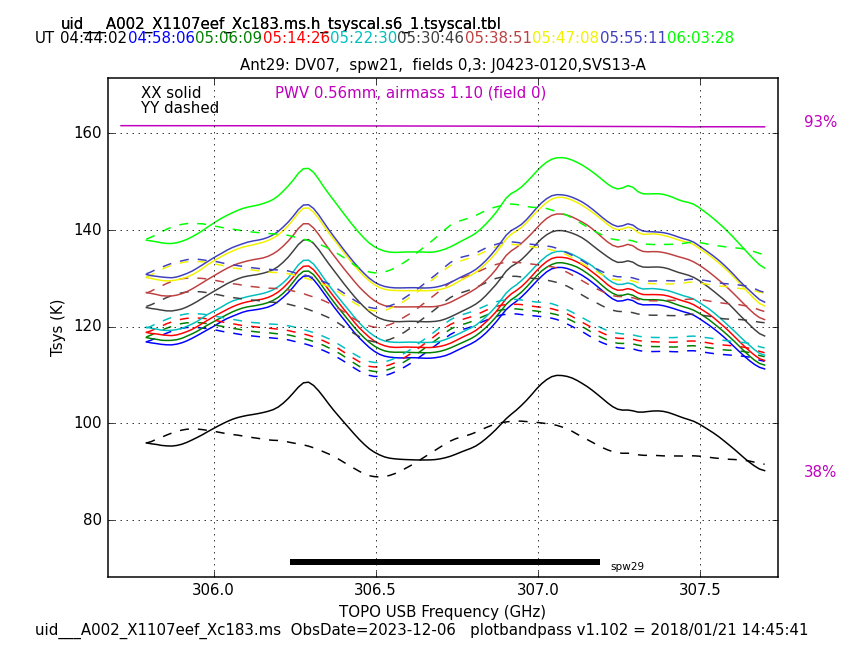 uid___A002_X1107eef_Xc183.ms.h_tsyscal.s6_1.tsyscal.tbl
UT 04:44:02 04:58:06 05:06:09 05:14:26 05:22:30 05:30:46 05:38:51 05:47:08 05:55:11 06:03:28
Ant29: DV07,  spw21,  fields 0,3: J0423-0120,SVS13-A
XX solid
PWV 0.56mm, airmass 1.10 (field 0)
YY dashed
93%
160
140
120
100
80
Tsys (K)
38%
spw29
306.0 306.5 307.0 307.5
TOPO USB Frequency (GHz)
uid___A002_X1107eef_Xc183.ms  ObsDate=2023-12-06   plotbandpass v1.102 = 2018/01/21 14:45:41